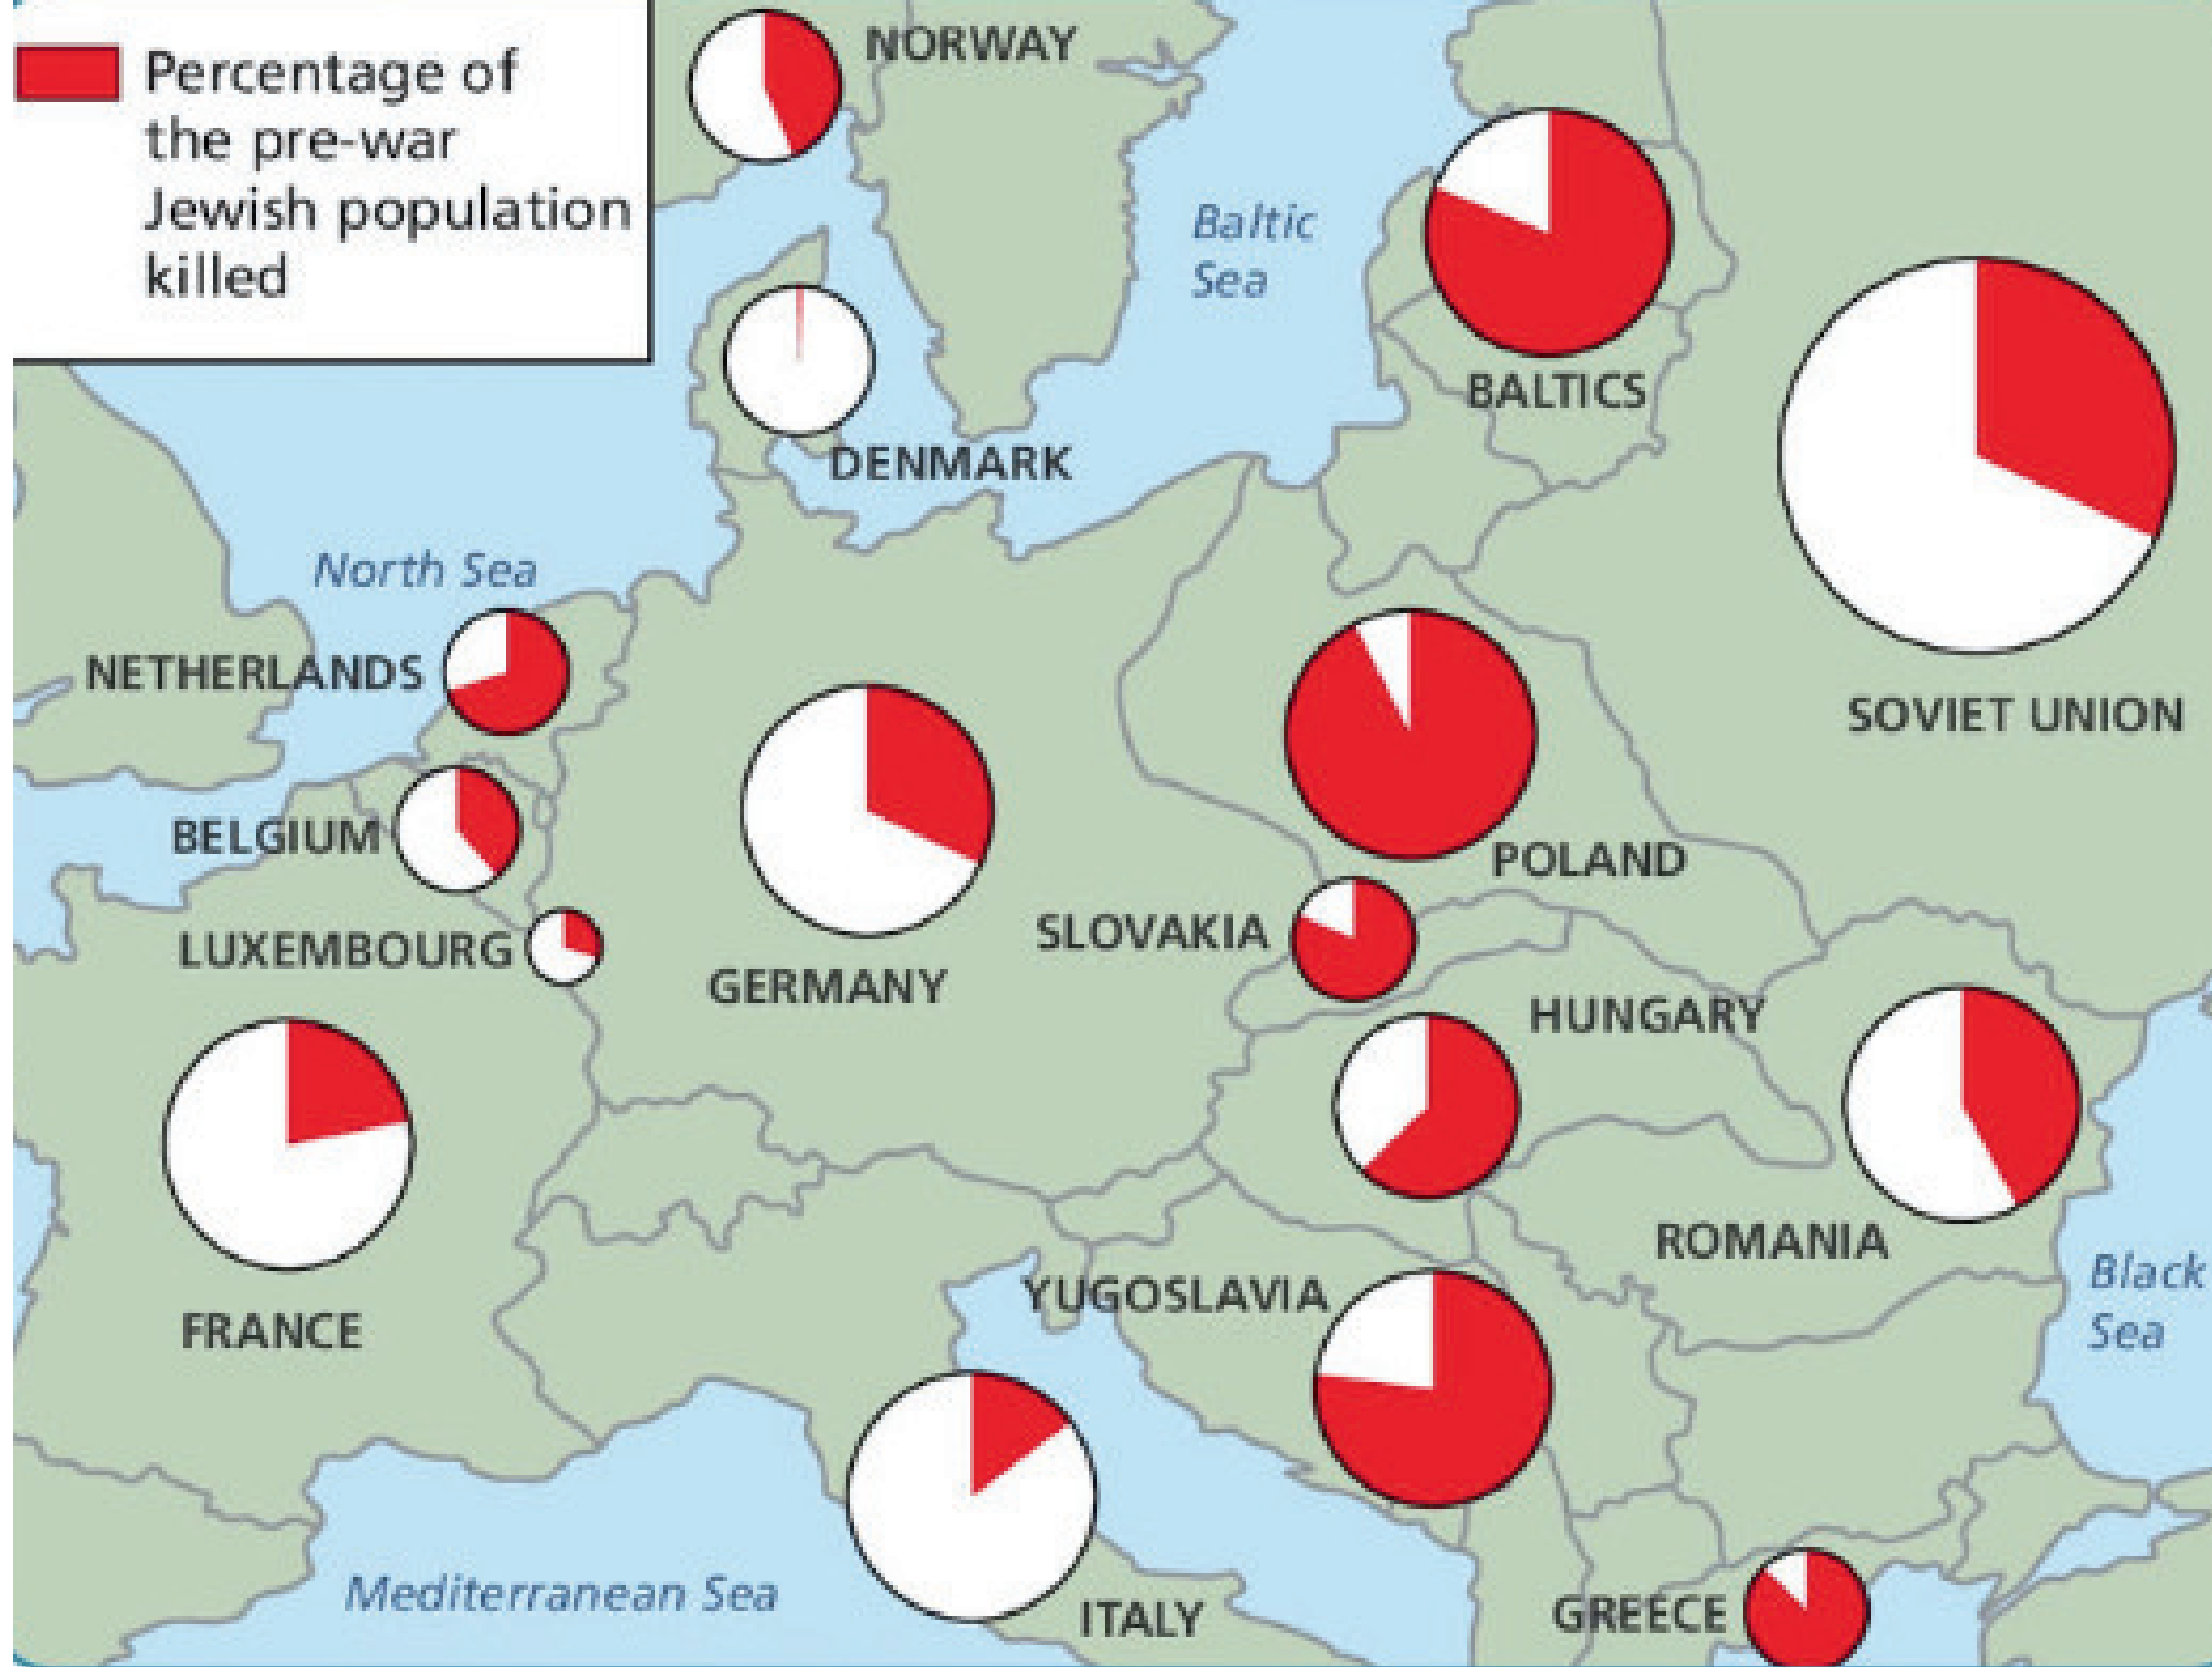 Percentage of
the pre-war
Jewish population
killed
NORWAY
Baltic
Sea
BALTICS
DENMARK
North Sea
NETHERLANDS
SOVIET UNION
BELGIUM
POLAND
SLOVAKIA
LUXEMBOURG
GERMANY
HUNGARY
ROMANIA
Black
Sea
YUGOSLAVIA
FRANCE
Mediterranean Sea
ITALY
GREECE